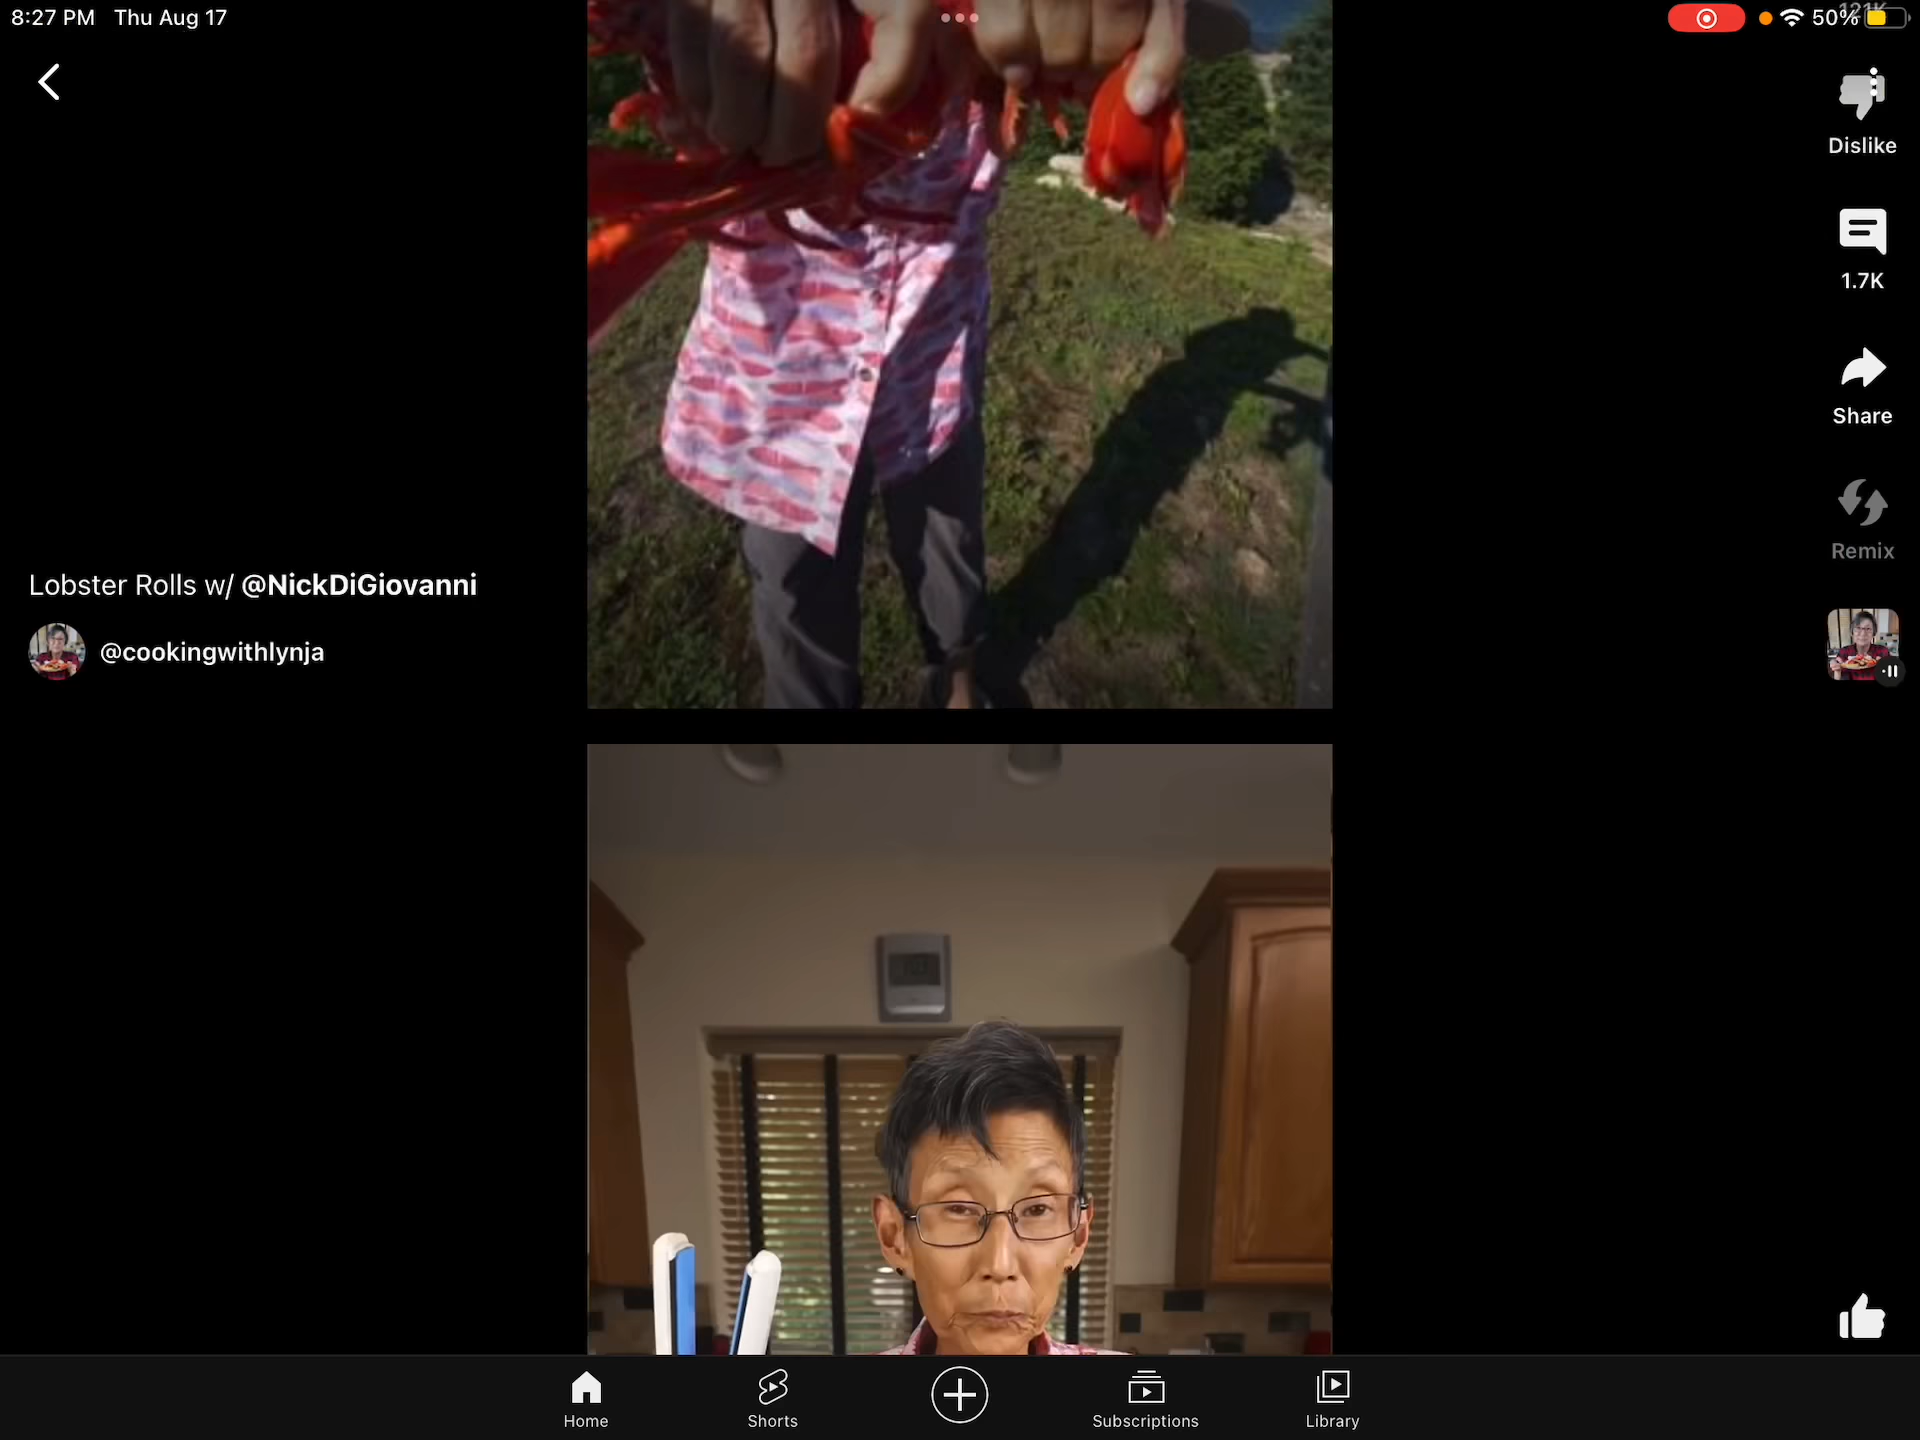 8:27 PM Thu Aug 17
50%
Dislike
1.7K
Share
Remix
Lobster Rolls w/ @NickDiGiovanni
@cookingwithlynja
Home
Shorts
Subscriptions
Library